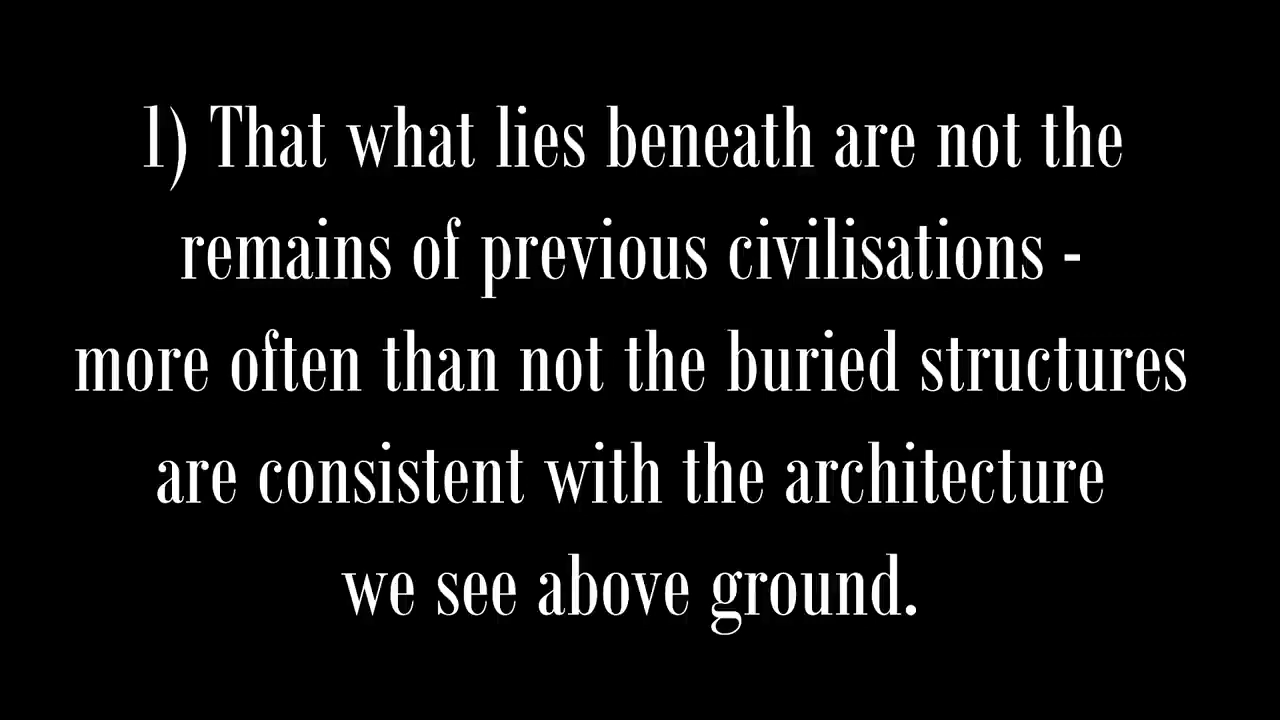 1) That what lies beneath are not the
remains of previous civilisations -
more often than not the buried structures
are consistent with the architecture
we see above ground.